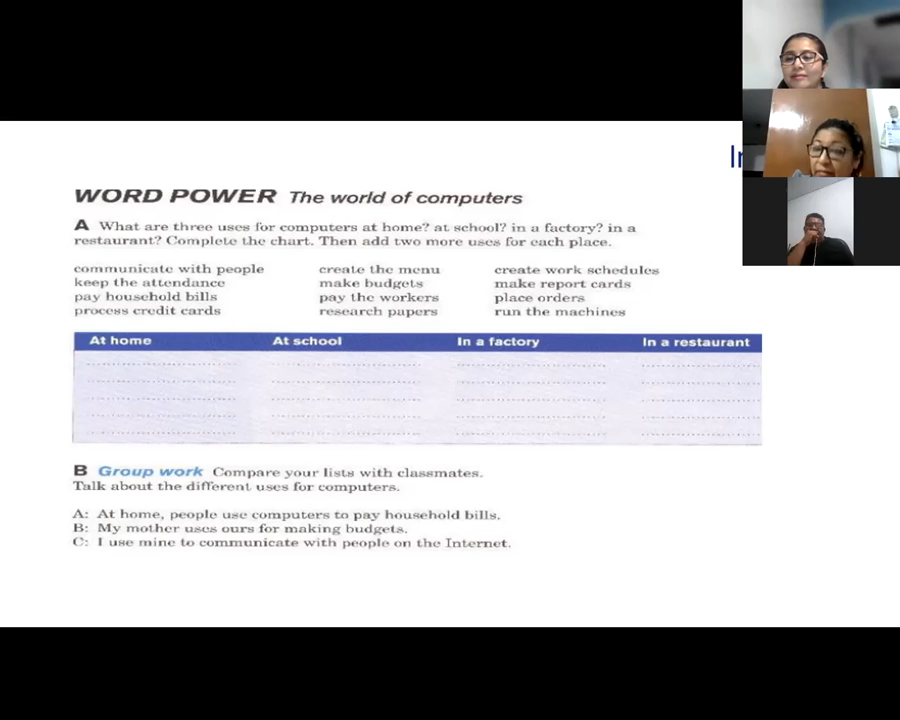 In
WORD POWER The world of computers
A What are three uses for computers at home? at school? in a factory? in a
restaurant? Complete the chart. Then add two more uses for each place.
communicate with people create the menu create work schedules
keep the attendance make budgets make report cards
pay household bills pay the workers place orders
process credit cards research papers run the machines
At home At school In a factory In a restaurant
B Group work Compare your lists with classmates.
Talk about the different uses for computers.
A: At home, people use computers to pay household bills.
B: My mother uses ours for making budgets.
C: I use mine to communicate with people on the Internet.